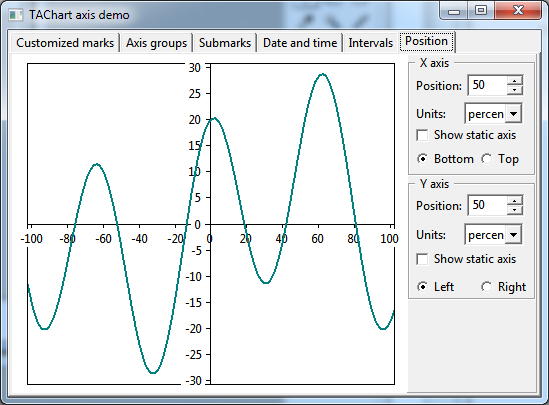 TAChart axis demo
Customized marks Axis groups Submarks Date and time Intervals Position
30
25
20
15
10
5
0
-5
-10
-15
-20
-25
-30
-100 -80 -60 -40 -20 0 20 40 60 80 100
X axis
Position: 50
Units: percen
Show static axis
Bottom Top
Y axis
Position: 50
Units: percen
Show static axis
Left Right